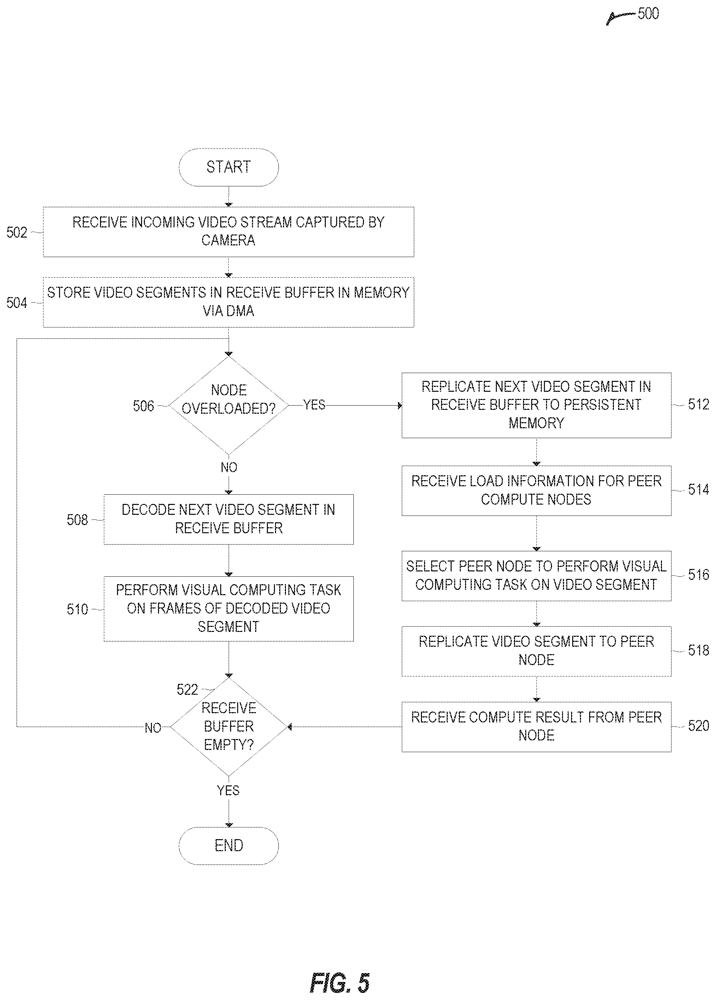 500
START
502
RECEIVE INCOMING VIDEO STREAM CAPTURED BY
CAMERA
504
STORE VIDEO SEGMENTS IN RECEIVE BUFFER IN MEMORY
VIA DMA
506
NODE
OVERLOADED?
YES
NO
508
DECODE NEXT VIDEO SEGMENT IN
RECEIVE BUFFER
510
PERFORM VISUAL COMPUTING TASK
ON FRAMES OF DECODED VIDEO
SEGMENT
512
REPLICATE NEXT VIDEO SEGMENT IN
RECEIVE BUFFER TO PERSISTENT
MEMORY
514
RECEIVE LOAD INFORMATION FOR PEER
COMPUTE NODES
516
SELECT PEER NODE TO PERFORM VISUAL
COMPUTING TASK ON VIDEO SEGMENT
518
REPLICATE VIDEO SEGMENT TO PEER
NODE
520
RECEIVE COMPUTE RESULT FROM PEER
NODE
522
RECEIVE
BUFFER
EMPTY?
NO
YES
END
FIG. 5